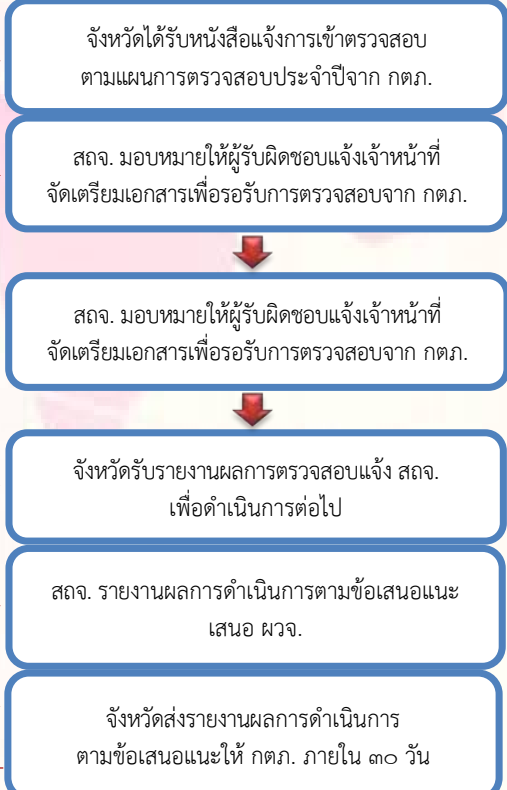 จังหวัดได้รับหนังสือแจ้งการเข้าตรวจสอบ
ตามแผนการตรวจสอบประจำปีจาก กตภ.
สถจ. มอบหมายให้ผู้รับผิดชอบแจ้งเจ้าหน้าที่
จัดเตรียมเอกสารเพื่อรอรับการตรวจสอบจาก กตภ.
สถจ. มอบหมายให้ผู้รับผิดชอบแจ้งเจ้าหน้าที่
จัดเตรียมเอกสารเพื่อรอรับการตรวจสอบจาก กตภ.
จังหวัดรับรายงานผลการตรวจสอบแจ้ง สถจ.
เพื่อดำเนินการต่อไป
สถจ. รายงานผลการดำเนินการตามข้อเสนอแนะ
เสนอ ผวจ.
จังหวัดส่งรายงานผลการดำเนินการ
ตามข้อเสนอแนะให้ กตภ. ภายใน ๓๐ วัน